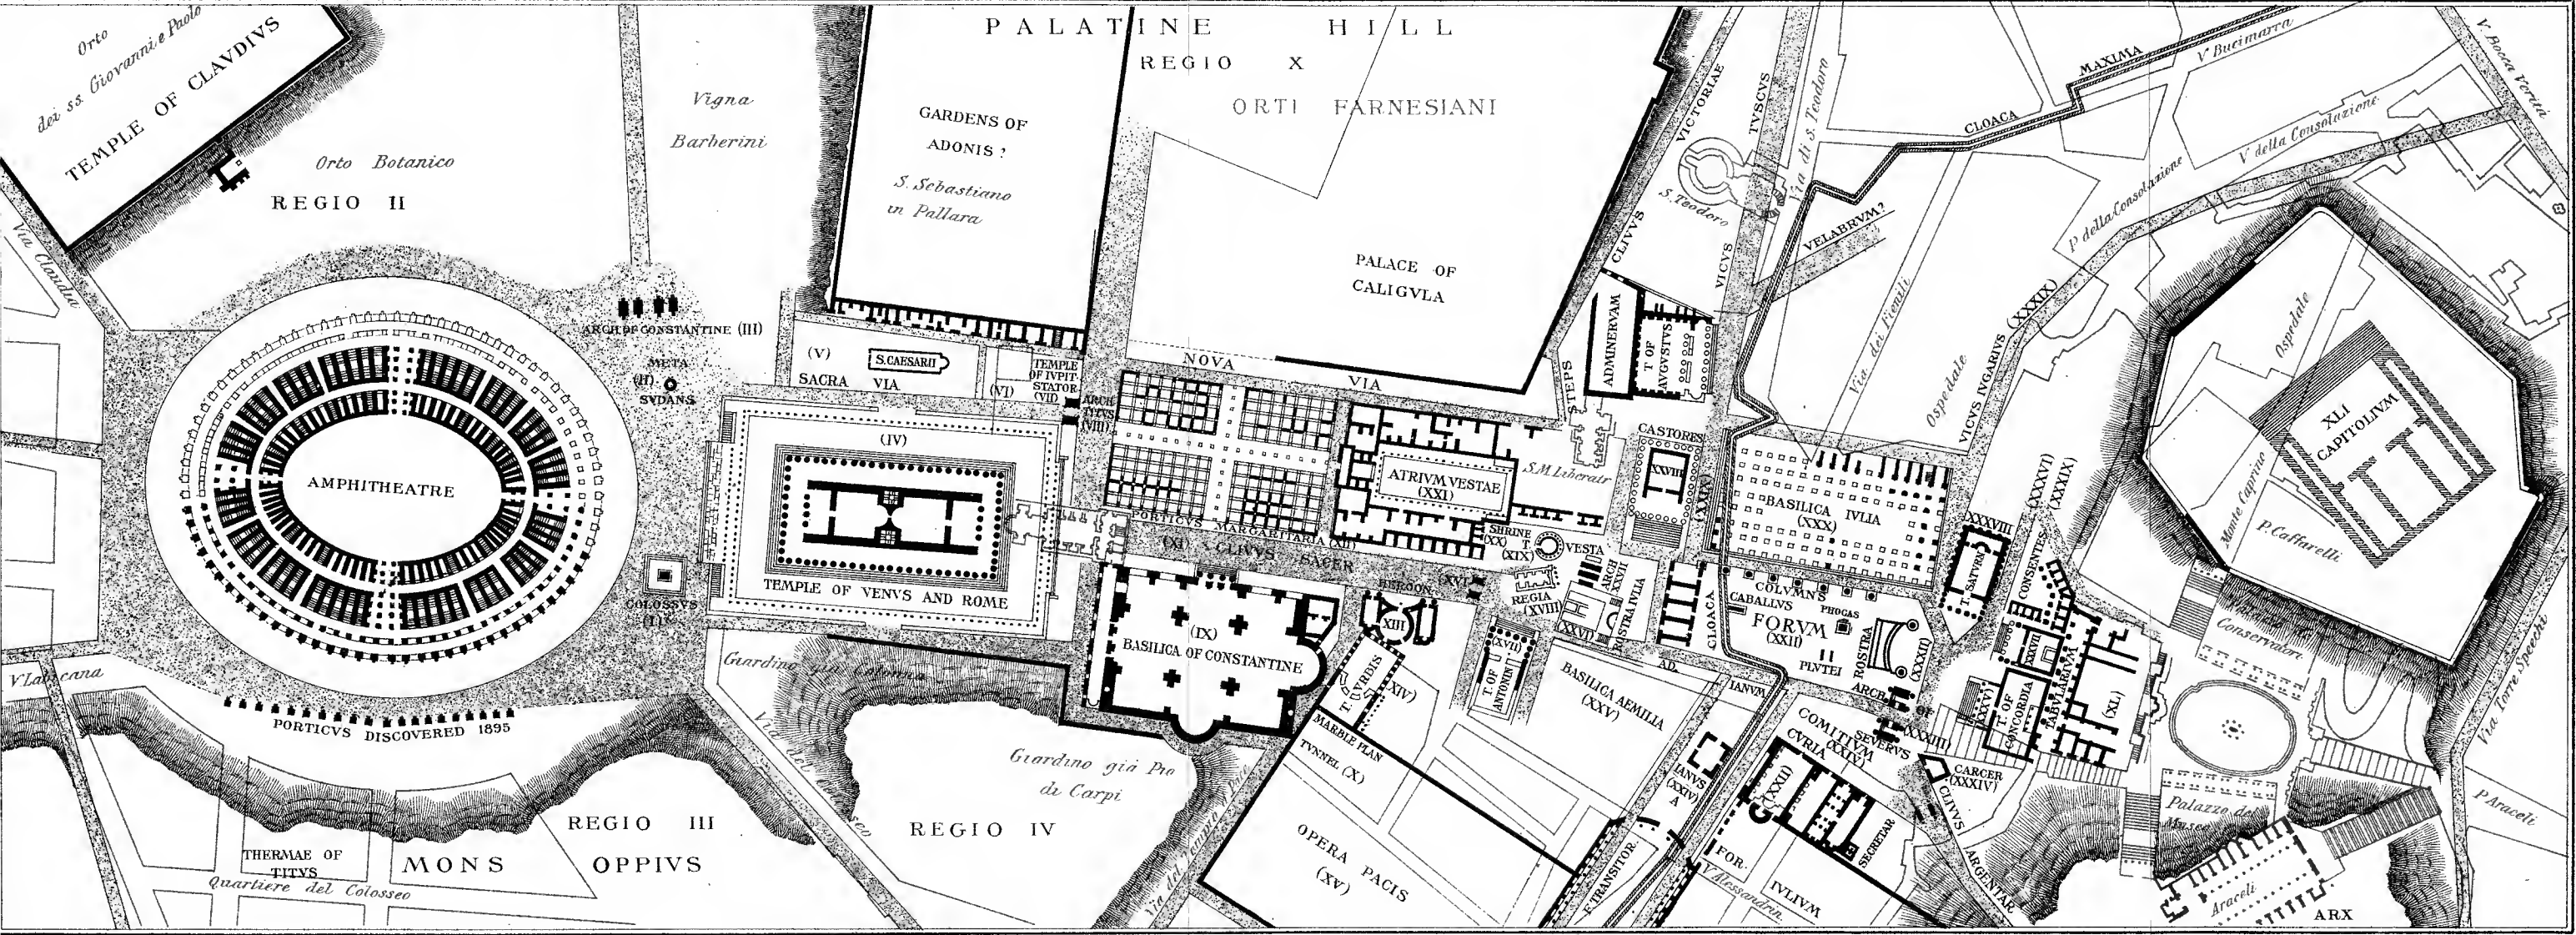 PALATINE HILL
REGIO X
ORTI FARNESIANI
Orto
dei ss. Giovanni e Paolo
TEMPLE OF CLAVDIVS
Orto Botanico
REGIO II
Via Claudia
Vigna
Barberini
GARDENS OF
ADONIS ?
S. Sebastiano
in Pallara
PALACE OF
CALIGVLA
CLIVVS VICTORIAE
VICVS TVSCVS
Via di s. Teodoro
S. Teodoro
CLOACA MAXIMA
V. Bucimarra
V. Bocca Verità
V della Consolazione
P della Consolazione
VELABRVM?
Via dei Fienili
Ospedale
VICVS IVGARIVS (XXXIX)
Ospedale
XLI
CAPITOLIVM
Monte Caprino
P. Caffarelli
ARCH OF CONSTANTINE (III)
META
(II)
SVDANS
(V)
S. CAESARII
SACRA VIA
(VI)
TEMPLE
OF IVPIT
STATOR
(VII)
ARCH
TITVS
(VIII)
NOVA VIA
STEPS
ADMINERVAM
T. OF
AVGVSTVS
AMPHITHEATRE
(IV)
TEMPLE OF VENVS AND ROME
COLOSSVS
(I)
ATRIVM VESTAE
(XXI)
S.M. Liberatr
CASTORES
XXVIII
(XXIX)
BASILICA IVLIA
(XXX)
PORTICVS MARGARITARIA (XII)
(XI) CLIVVS SACER
SHRINE
(XX)
T.
(XIX)
VESTA
HEROON
(XVI)
XIII
REGIA
(XVIII)
ARCH
XXVII
(XXVI)
ROSTRA IVLIA
CLOACA
COLVMNS
CABALLVS
PHOCAS
FORVM
(XXII)
PLVTEI
ROSTRA
(XXXII)
XXXVIII
T. SATVRN
CONSENTES
(XXXVI)
(XXXIX)
XXXVII
TABVLARIVM
(XL)
(XXXV)
T. OF
CONCORDIA
Conservatori
Via Torre Specchi
(IX)
BASILICA OF CONSTANTINE
T. VRBIS
(XIV)
(XVII)
T. OF
ANTONIN
BASILICA AEMILIA
(XXV)
AD IANVM
IANVS
(XXIV)
A
ARCH OF
SEVERVS
(XXXIII)
COMITIVM
(XXIV)
CVRIA
(XXII)
SECRETAR
CARCER
(XXXIV)
CLIVVS
ARGENTAR
V Labicana
PORTICVS DISCOVERED 1895
Giardino già Colonna
Via del Colosseo
Giardino già Pio
di Carpi
REGIO IV
REGIO III
MONS OPPIVS
THERMAE OF
TITVS
Quartiere del Colosseo
MARBLE PLAN
TVNNEL (X)
OPERA PACIS
(XV)
F. TRANSITOR.
FOR. IVLIVM
V Alessandrin
Palazzo del
Museo
P Araceli
Araceli
ARX